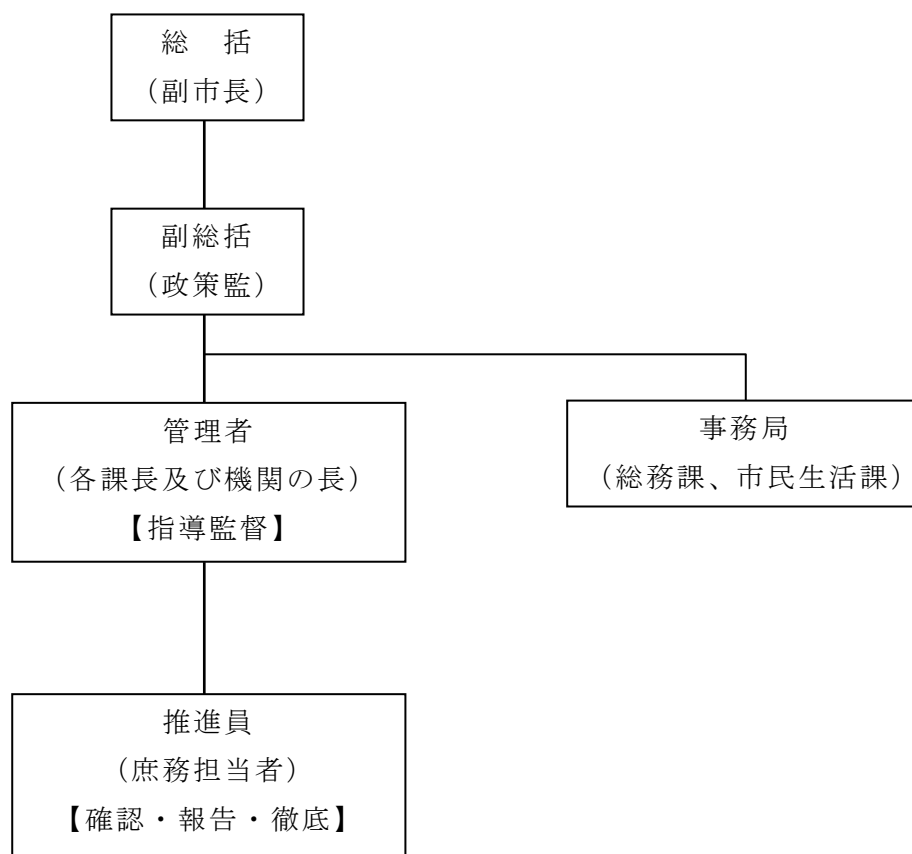 総　括
（副市長）
副総括
（政策監）
管理者
（各課長及び機関の長）
【指導監督】
事務局
（総務課、市民生活課）
推進員
（庶務担当者）
【確認・報告・徹底】